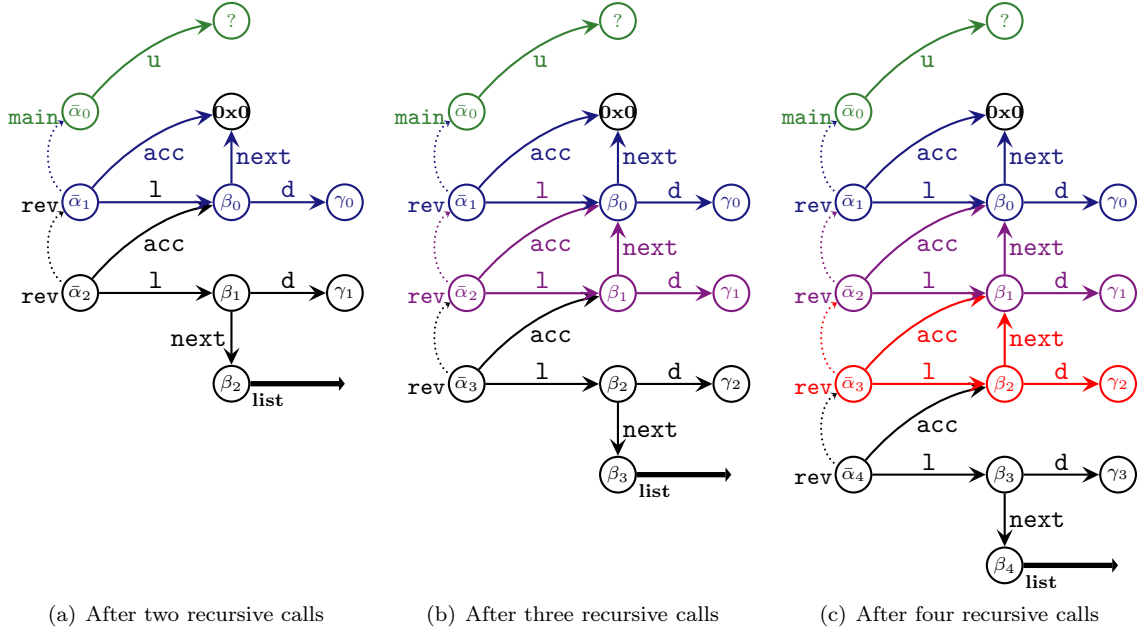 ?
u
main ᾱ₀ 0x0
acc next
rev ᾱ₁ l β₀ d γ₀
acc
rev ᾱ₂ l β₁ d γ₁
next
β₂ list
(a) After two recursive calls
?
u
main ᾱ₀ 0x0
acc next
rev ᾱ₁ l β₀ d γ₀
acc next
rev ᾱ₂ l β₁ d γ₁
acc
rev ᾱ₃ l β₂ d γ₂
next
β₃ list
(b) After three recursive calls
?
u
main ᾱ₀ 0x0
acc next
rev ᾱ₁ l β₀ d γ₀
acc next
rev ᾱ₂ l β₁ d γ₁
acc next
rev ᾱ₃ l β₂ d γ₂
acc
rev ᾱ₄ l β₃ d γ₃
next
β₄ list
(c) After four recursive calls